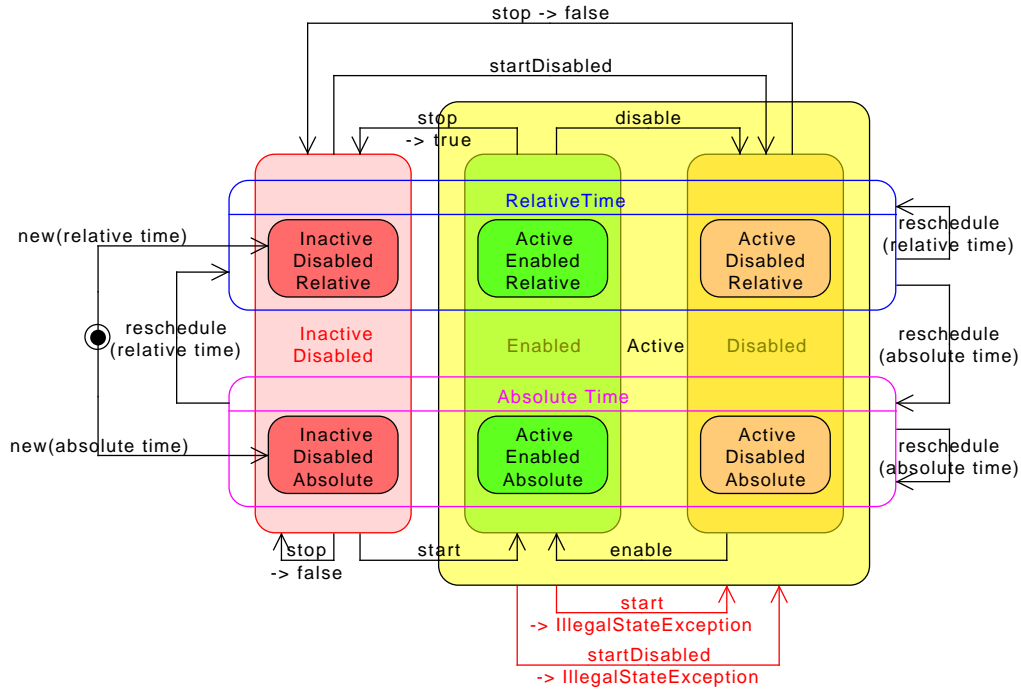 stop -> false
startDisabled
stop
-> true
disable
RelativeTime
new(relative time)
Inactive
Disabled
Relative
Active
Enabled
Relative
Active
Disabled
Relative
reschedule
(relative time)
reschedule
(relative time)
Inactive
Disabled
Enabled
Active
Disabled
reschedule
(absolute time)
Absolute Time
new(absolute time)
Inactive
Disabled
Absolute
Active
Enabled
Absolute
Active
Disabled
Absolute
reschedule
(absolute time)
stop
-> false
start
enable
start
-> IllegalStateException
startDisabled
-> IllegalStateException